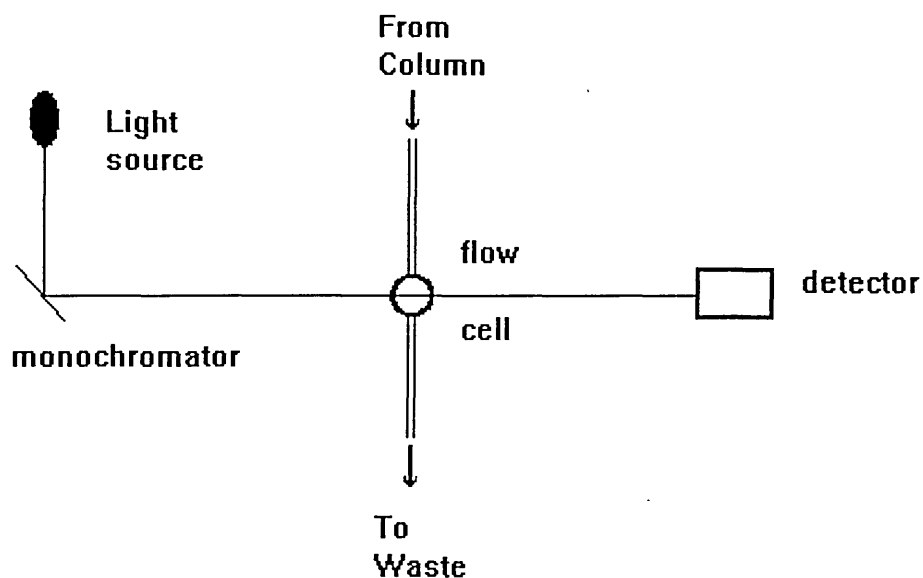 From
Column
Light
source
flow
detector
cell
monochromator
To
Waste